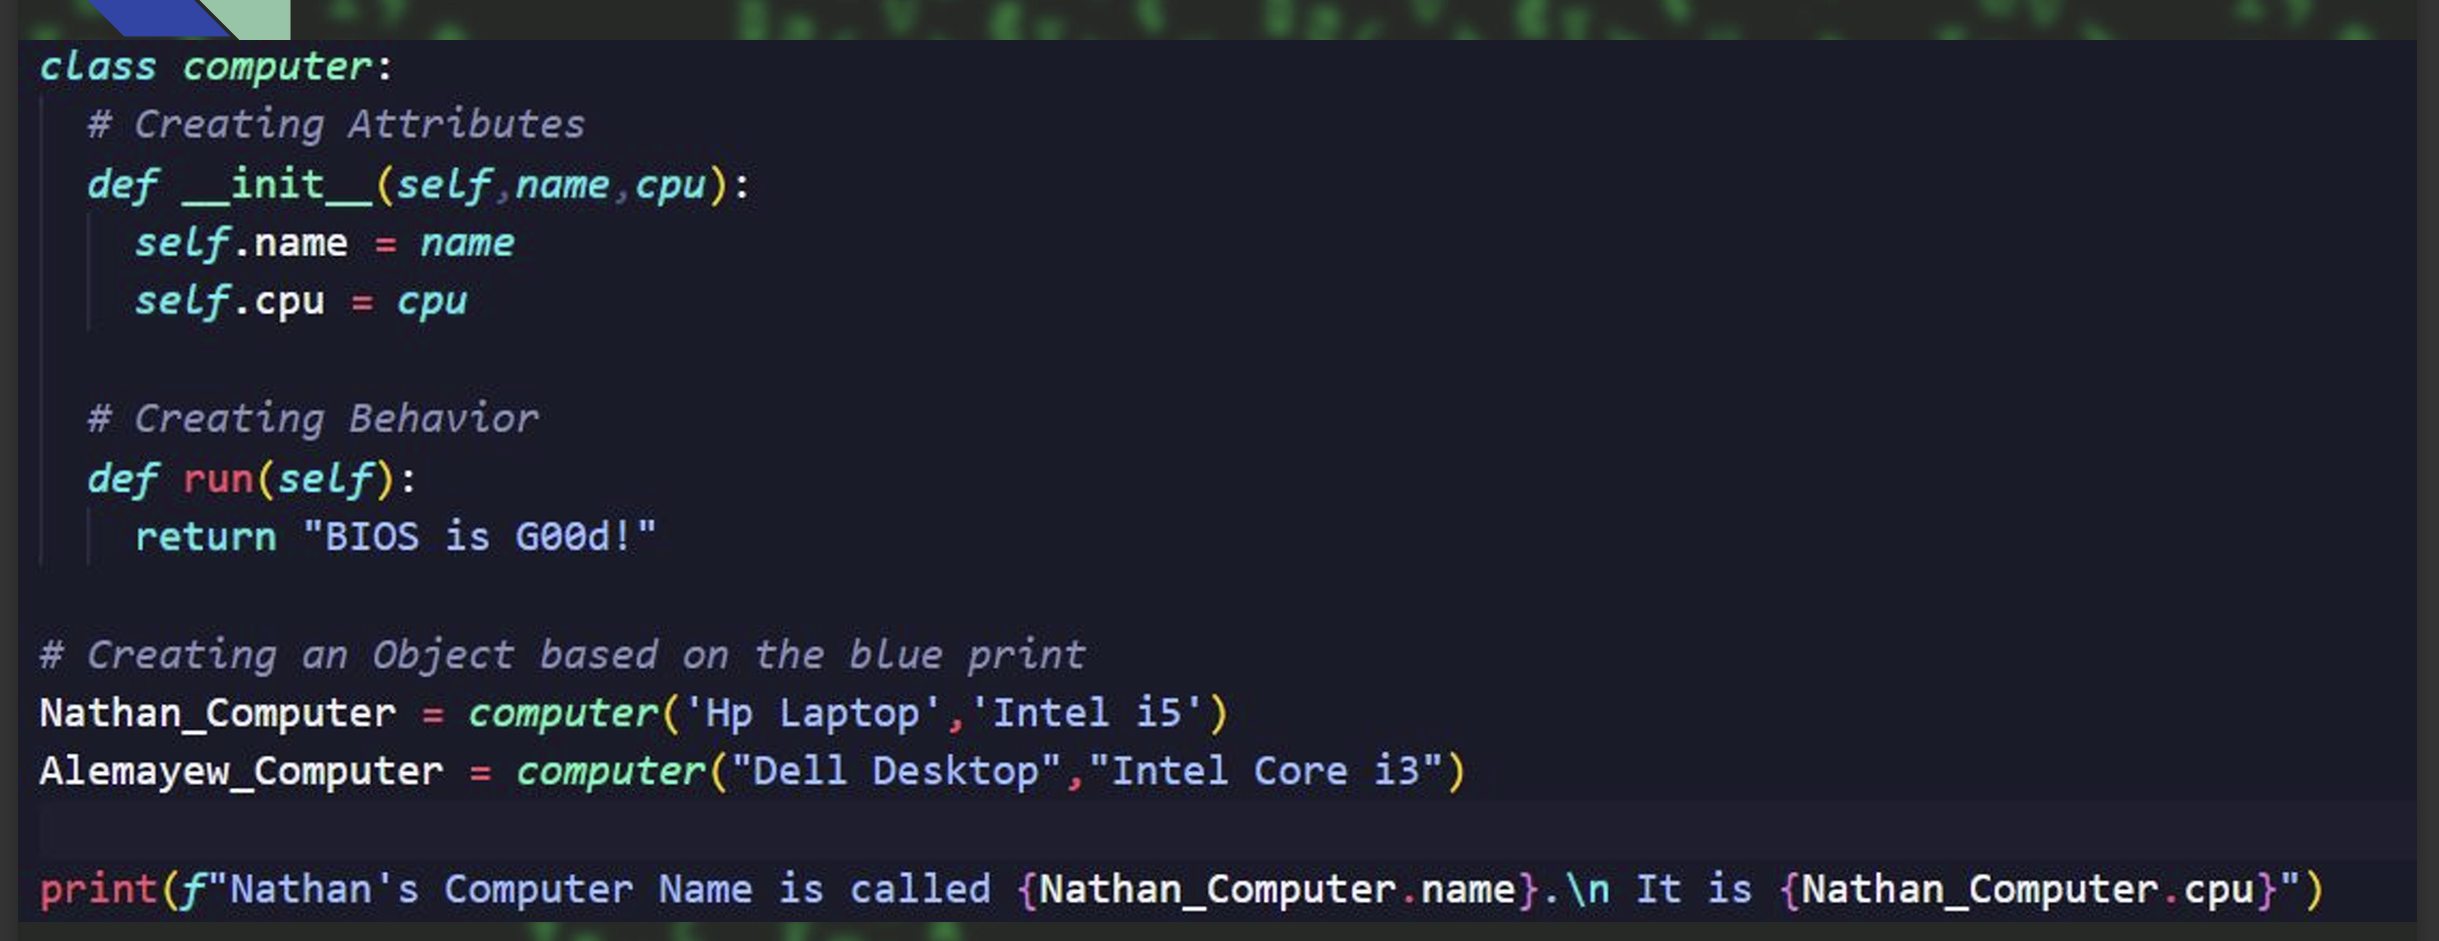 class computer:
# Creating Attributes
def __init__(self,name,cpu):
self.name = name
self.cpu = cpu
# Creating Behavior
def run(self):
return "BIOS is G00d!"
# Creating an Object based on the blue print
Nathan_Computer = computer('Hp Laptop','Intel i5')
Alemayew_Computer = computer("Dell Desktop","Intel Core i3")
print(f"Nathan's Computer Name is called {Nathan_Computer.name}.\n It is {Nathan_Computer.cpu}")